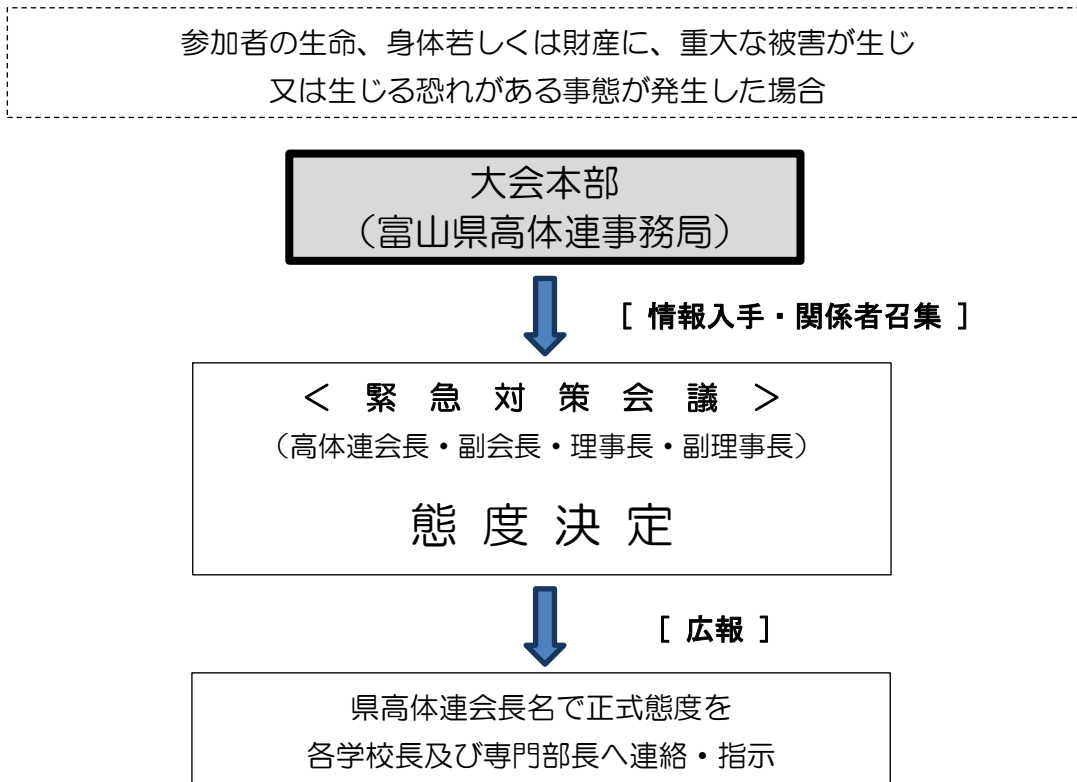 参加者の生命、身体若しくは財産に、重大な被害が生じ
又は生じる恐れがある事態が発生した場合
大会本部
（富山県高体連事務局）
[ 情報入手・関係者召集 ]
＜ 緊 急 対 策 会 議 ＞
（高体連会長・副会長・理事長・副理事長）
態 度 決 定
[ 広報 ]
県高体連会長名で正式態度を
各学校長及び専門部長へ連絡・指示